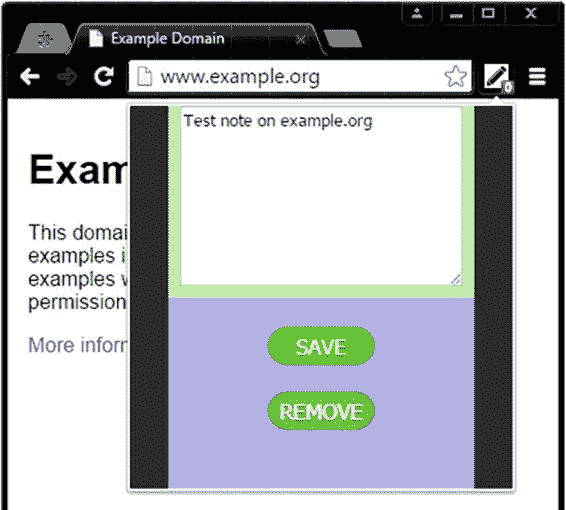 Example Domain
www.example.org
0
Test note on example.org
Exam
This domai
examples i
examples w
permission
More inforr
SAVE
REMOVE